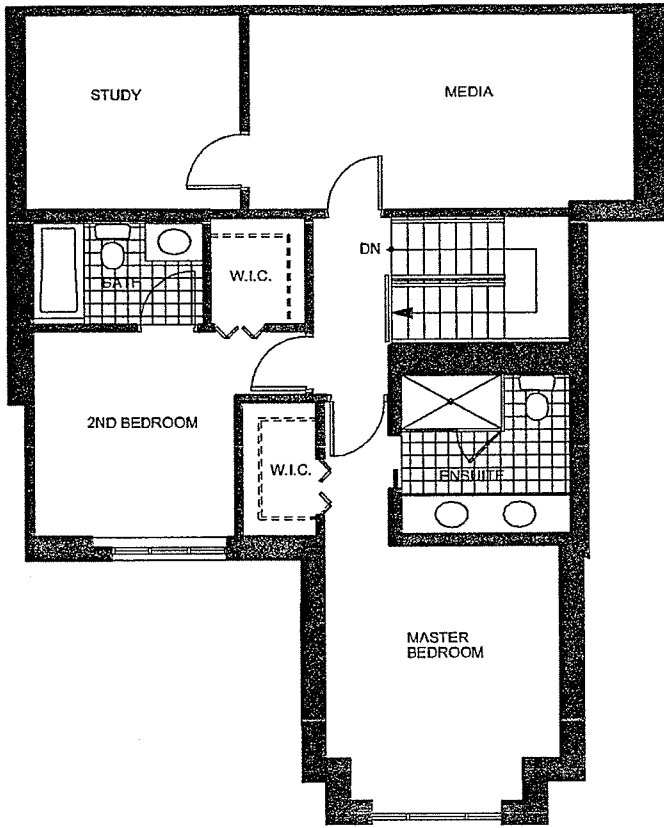 STUDY
MEDIA
DN
BATH
W.I.C.
2ND BEDROOM
W.I.C.
ENSUITE
MASTER
BEDROOM